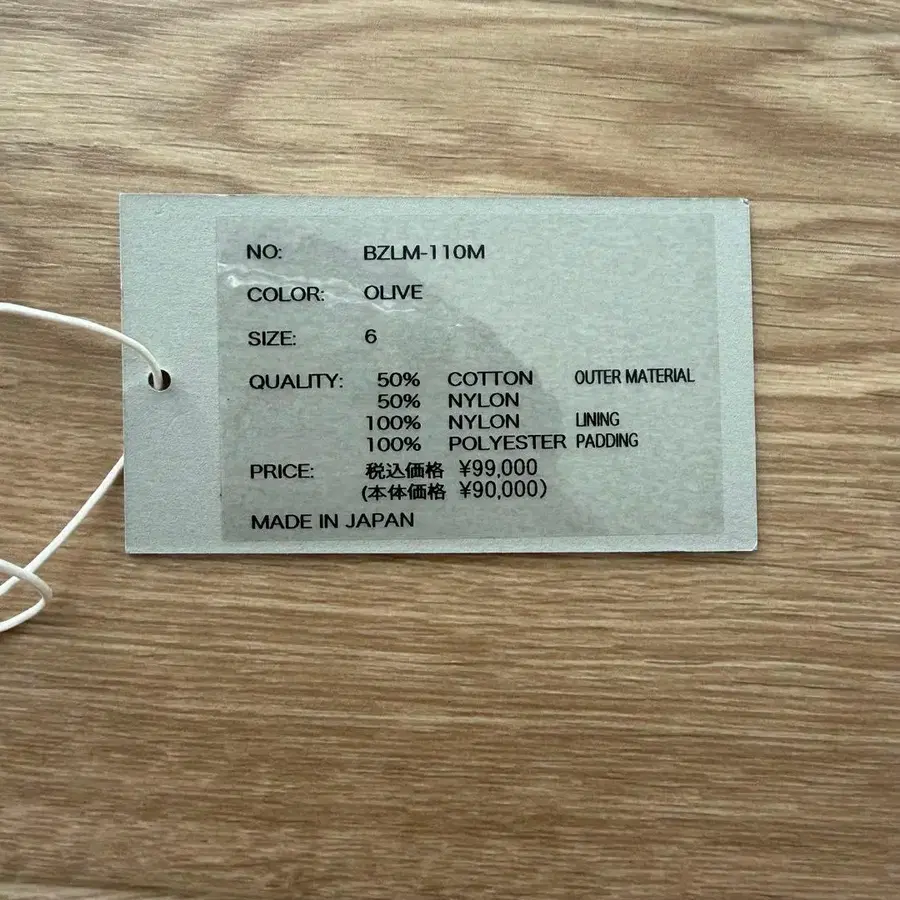 NO: BZLM-110M
COLOR: OLIVE
SIZE: 6
QUALITY: 50% COTTON OUTER MATERIAL
50% NYLON
100% NYLON LINING
100% POLYESTER PADDING
PRICE: 税込価格 ¥99,000
(本体価格 ¥90,000)
MADE IN JAPAN